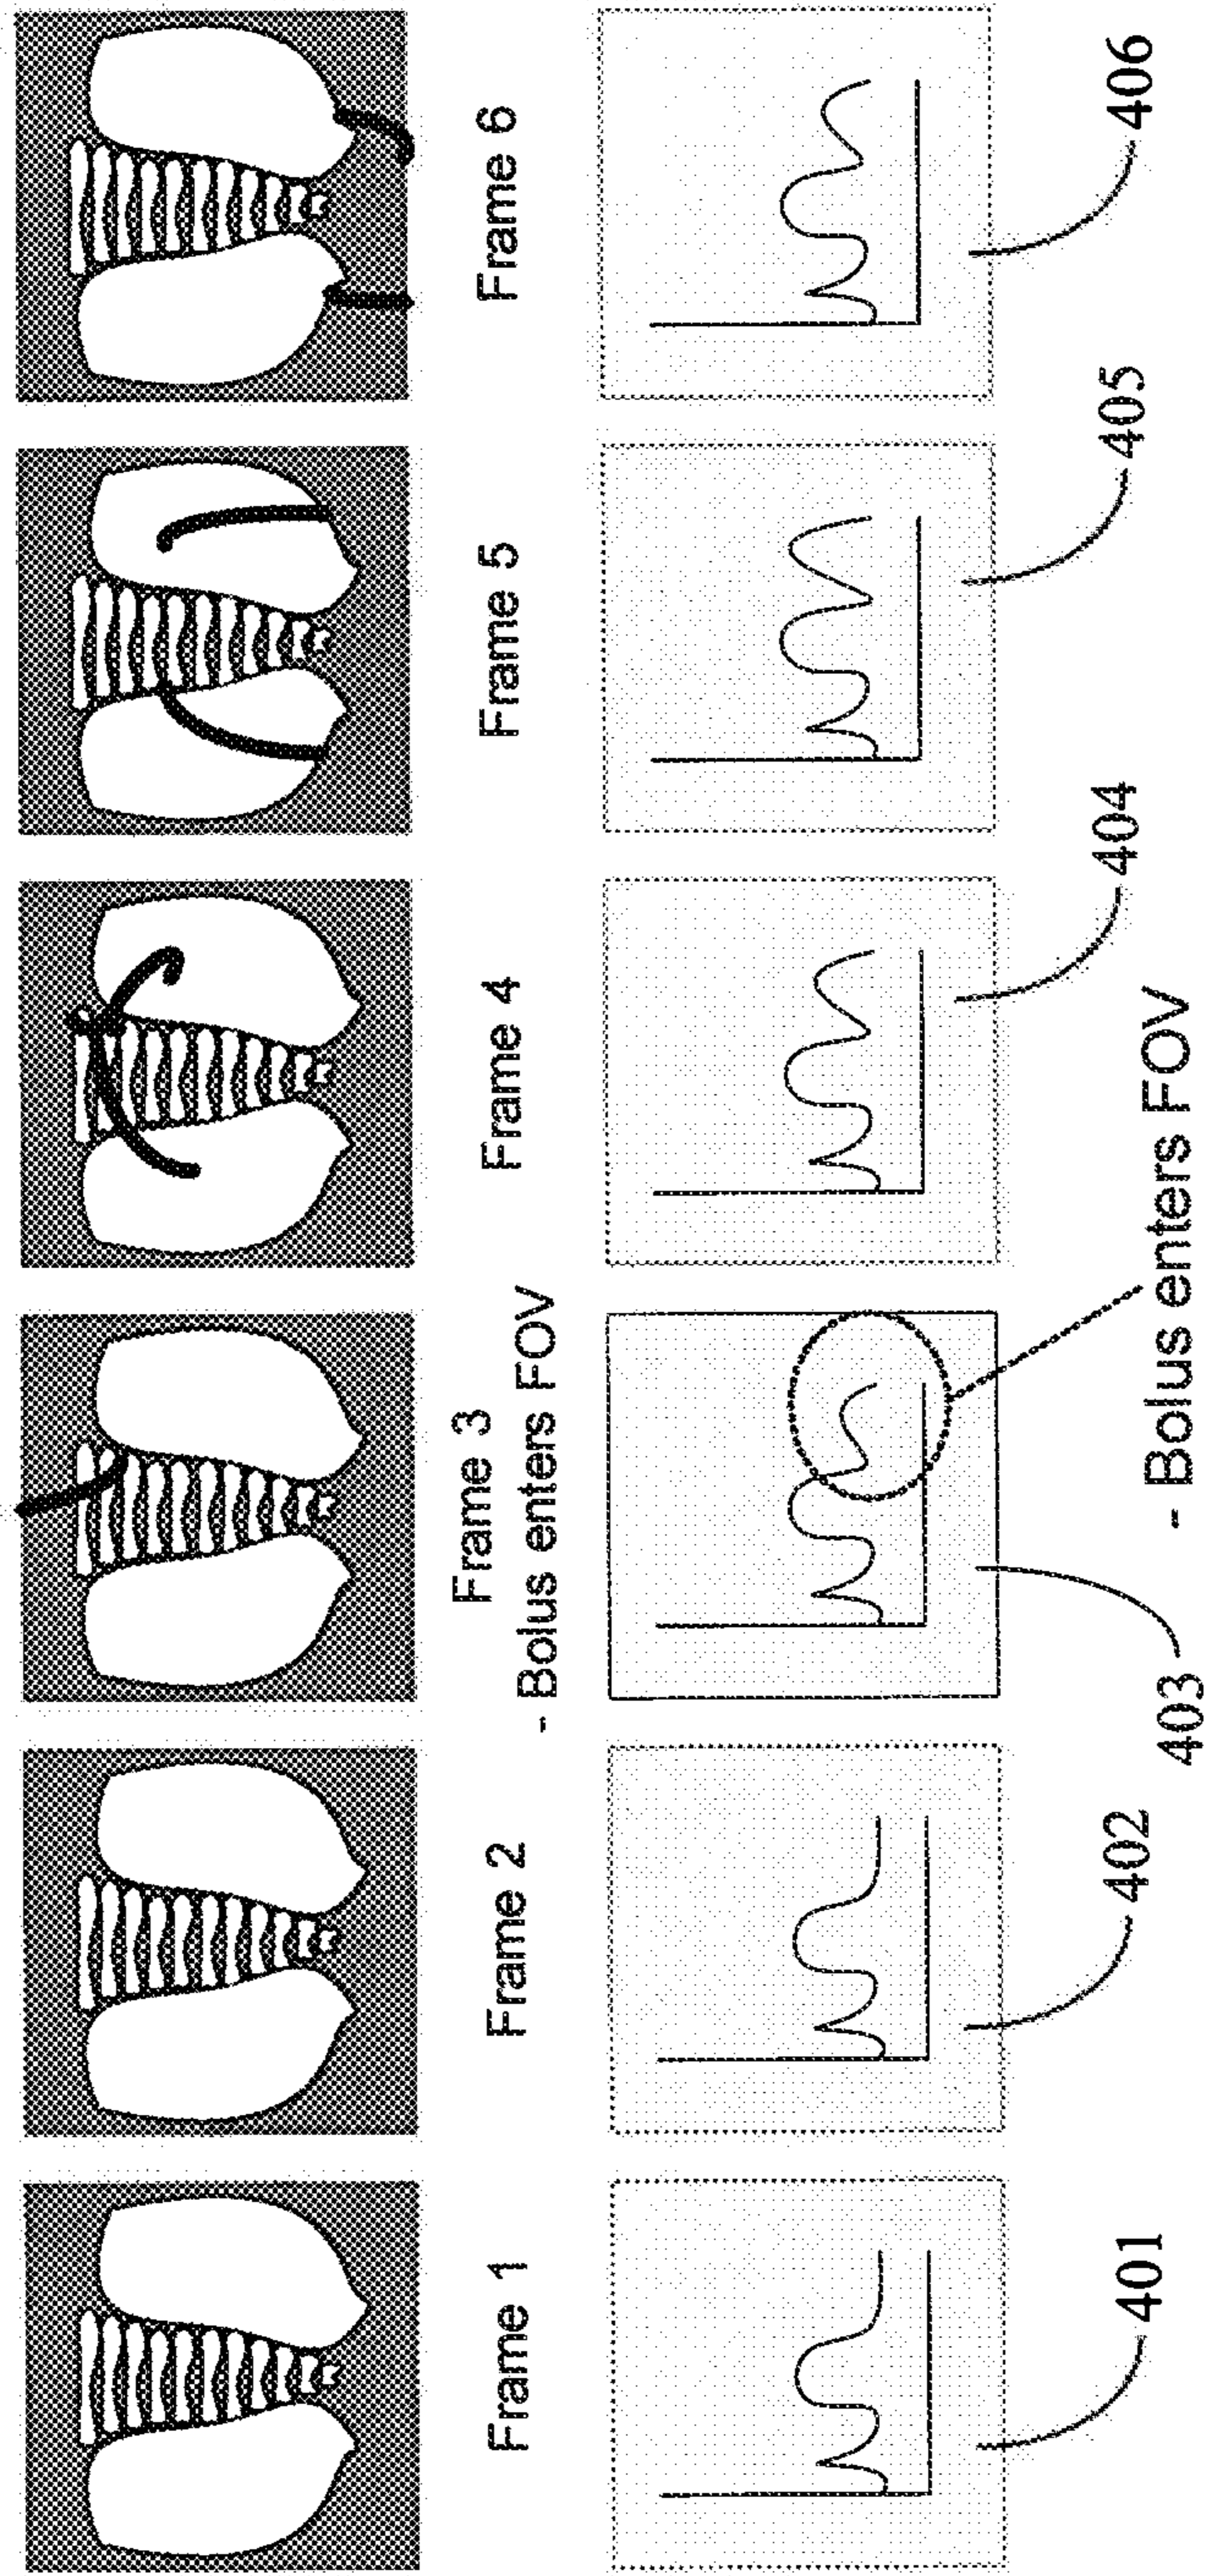 Frame 1
Frame 2
Frame 3
- Bolus enters FOV
Frame 4
Frame 5
Frame 6
401
402
403
- Bolus enters FOV
404
405
406